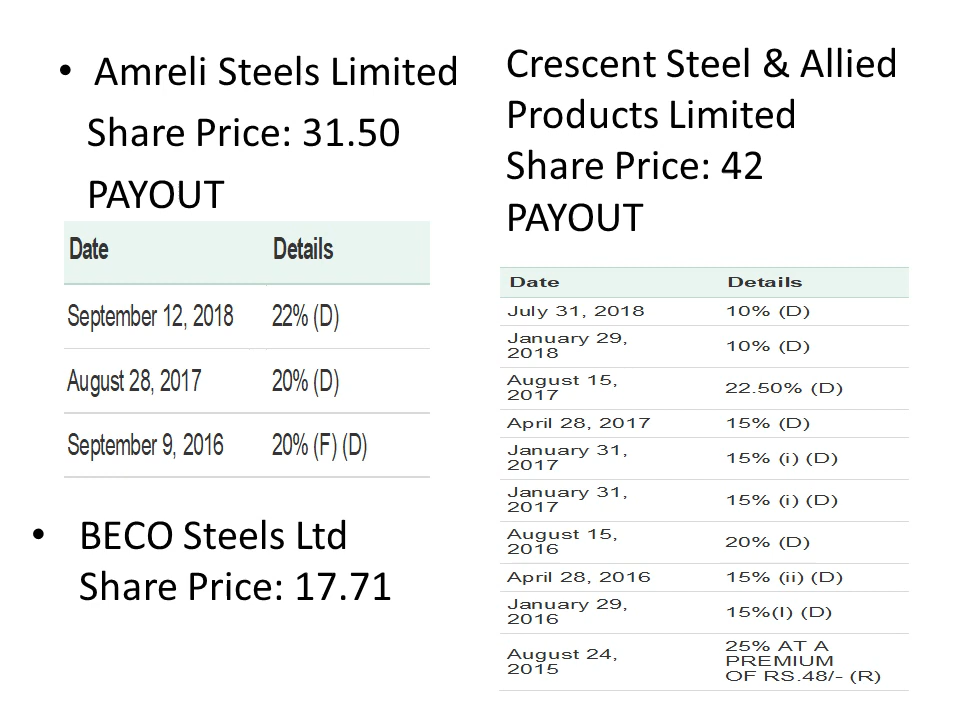 • Amreli Steels Limited
Share Price: 31.50
PAYOUT
Date Details
September 12, 2018 22% (D)
August 28, 2017 20% (D)
September 9, 2016 20% (F) (D)
• BECO Steels Ltd
Share Price: 17.71
Crescent Steel & Allied
Products Limited
Share Price: 42
PAYOUT
Date Details
July 31, 2018 10% (D)
January 29,
2018 10% (D)
August 15,
2017 22.50% (D)
April 28, 2017 15% (D)
January 31,
2017 15% (i) (D)
January 31,
2017 15% (i) (D)
August 15,
2016 20% (D)
April 28, 2016 15% (ii) (D)
January 29,
2016 15%(I) (D)
August 24,
2015
25% AT A
PREMIUM
OF RS.48/- (R)